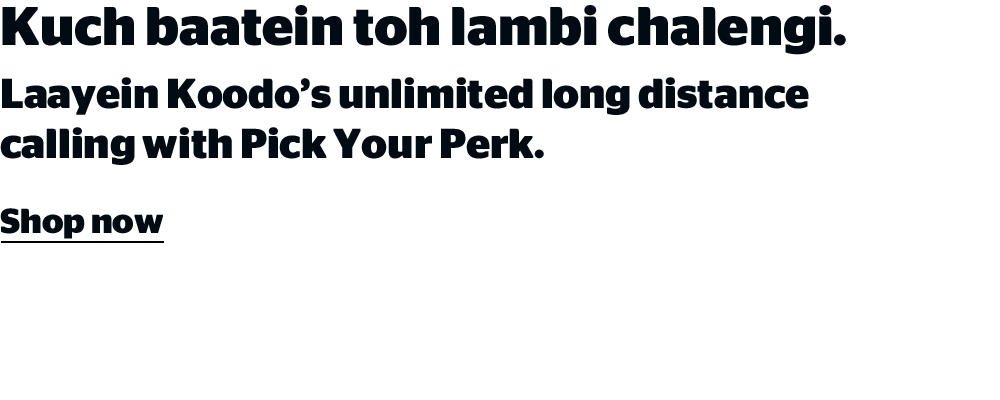 Kuch baatein toh lambi chalengi.
Laayein Koodo’s unlimited long distance
calling with Pick Your Perk.
Shop now